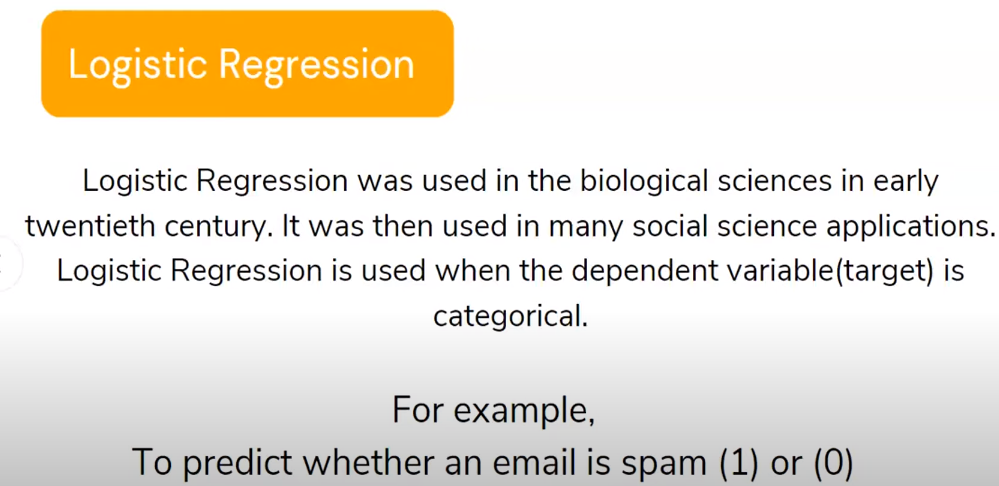 Logistic Regression
Logistic Regression was used in the biological sciences in early
twentieth century. It was then used in many social science applications.
Logistic Regression is used when the dependent variable(target) is
categorical.
For example,
To predict whether an email is spam (1) or (0)